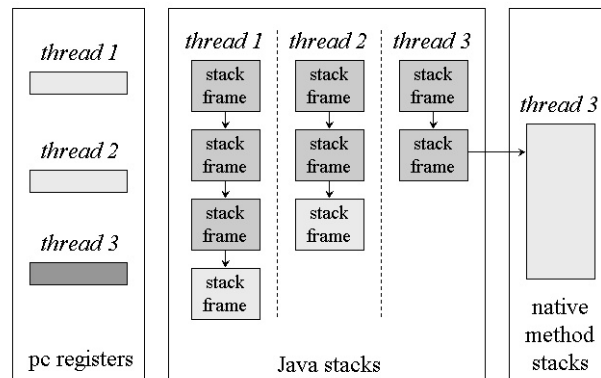 thread 1
thread 2
thread 3
pc registers
thread 1
stack
frame
stack
frame
stack
frame
stack
frame
thread 2
stack
frame
stack
frame
stack
frame
thread 3
stack
frame
stack
frame
Java stacks
thread 3
native
method
stacks